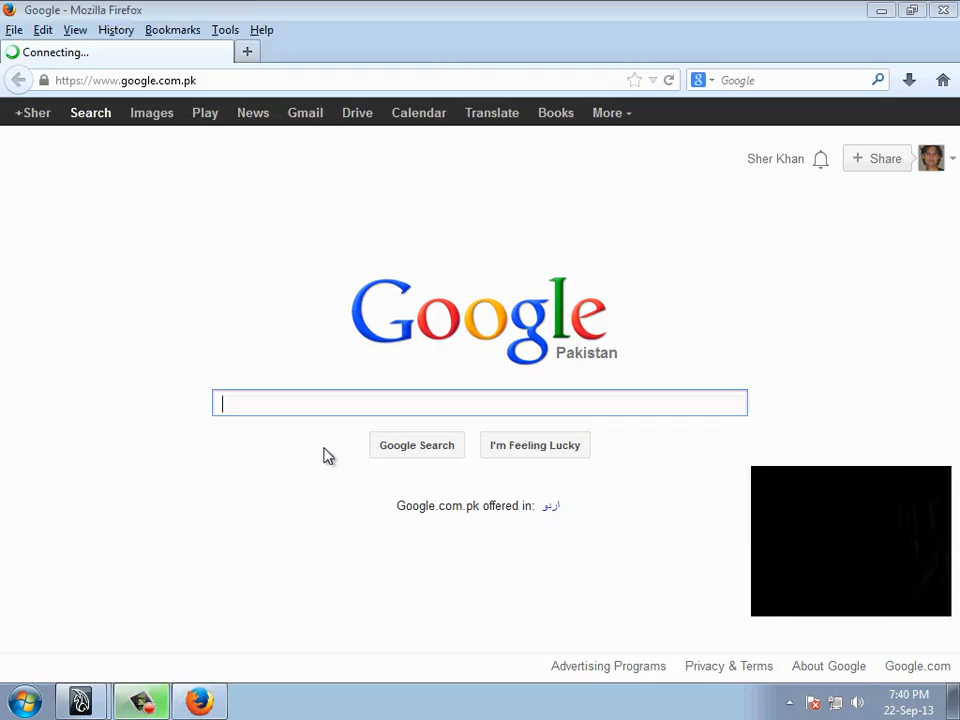 Google - Mozilla Firefox
File Edit View History Bookmarks Tools Help
Connecting...
https://www.google.com.pk
8 Google
+Sher Search Images Play News Gmail Drive Calendar Translate Books More
Sher Khan + Share
Google
Pakistan
Google Search I'm Feeling Lucky
Google.com.pk offered in: اردو
Advertising Programs Privacy & Terms About Google Google.com
7:40 PM
22-Sep-13